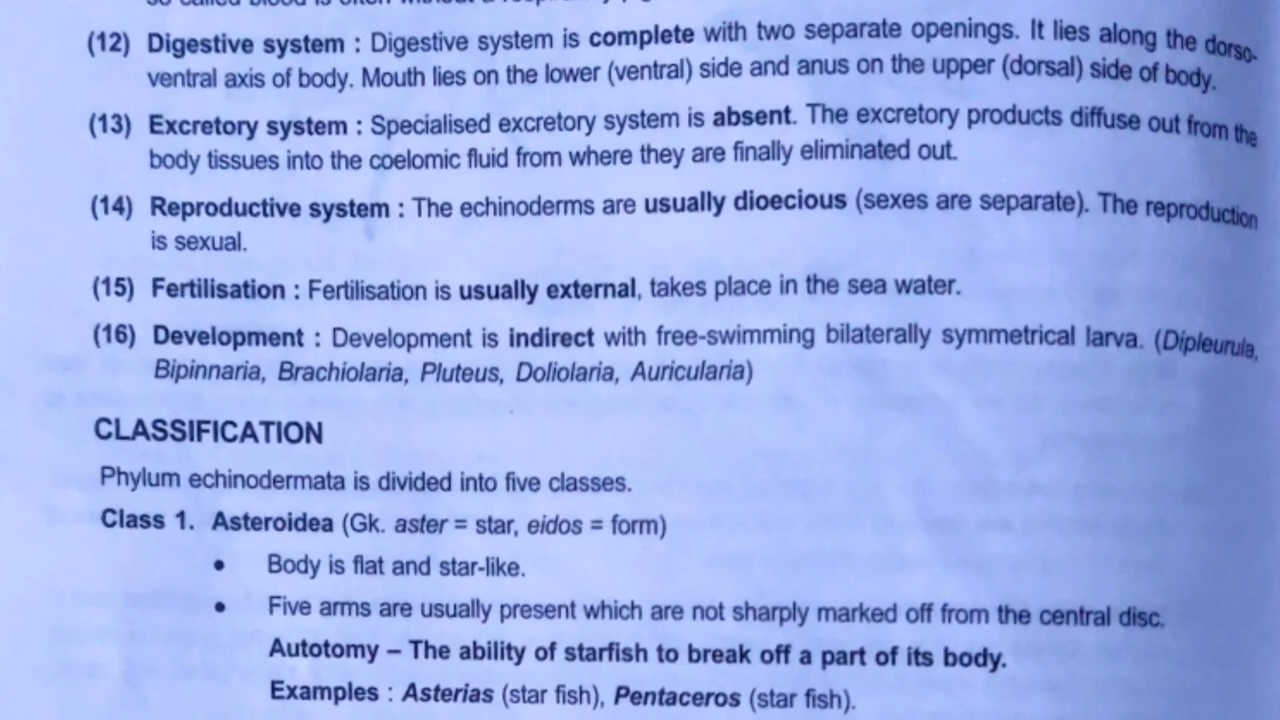 (12) Digestive system : Digestive system is complete with two separate openings. It lies along the dorso-
ventral axis of body. Mouth lies on the lower (ventral) side and anus on the upper (dorsal) side of body.
(13) Excretory system : Specialised excretory system is absent. The excretory products diffuse out from the
body tissues into the coelomic fluid from where they are finally eliminated out.
(14) Reproductive system : The echinoderms are usually dioecious (sexes are separate). The reproduction
is sexual.
(15) Fertilisation : Fertilisation is usually external, takes place in the sea water.
(16) Development : Development is indirect with free-swimming bilaterally symmetrical larva. (Dipleurula,
Bipinnaria, Brachiolaria, Pluteus, Doliolaria, Auricularia)
CLASSIFICATION
Phylum echinodermata is divided into five classes.
Class 1. Asteroidea (Gk. aster = star, eidos = form)
• Body is flat and star-like.
• Five arms are usually present which are not sharply marked off from the central disc.
Autotomy – The ability of starfish to break off a part of its body.
Examples : Asterias (star fish), Pentaceros (star fish).